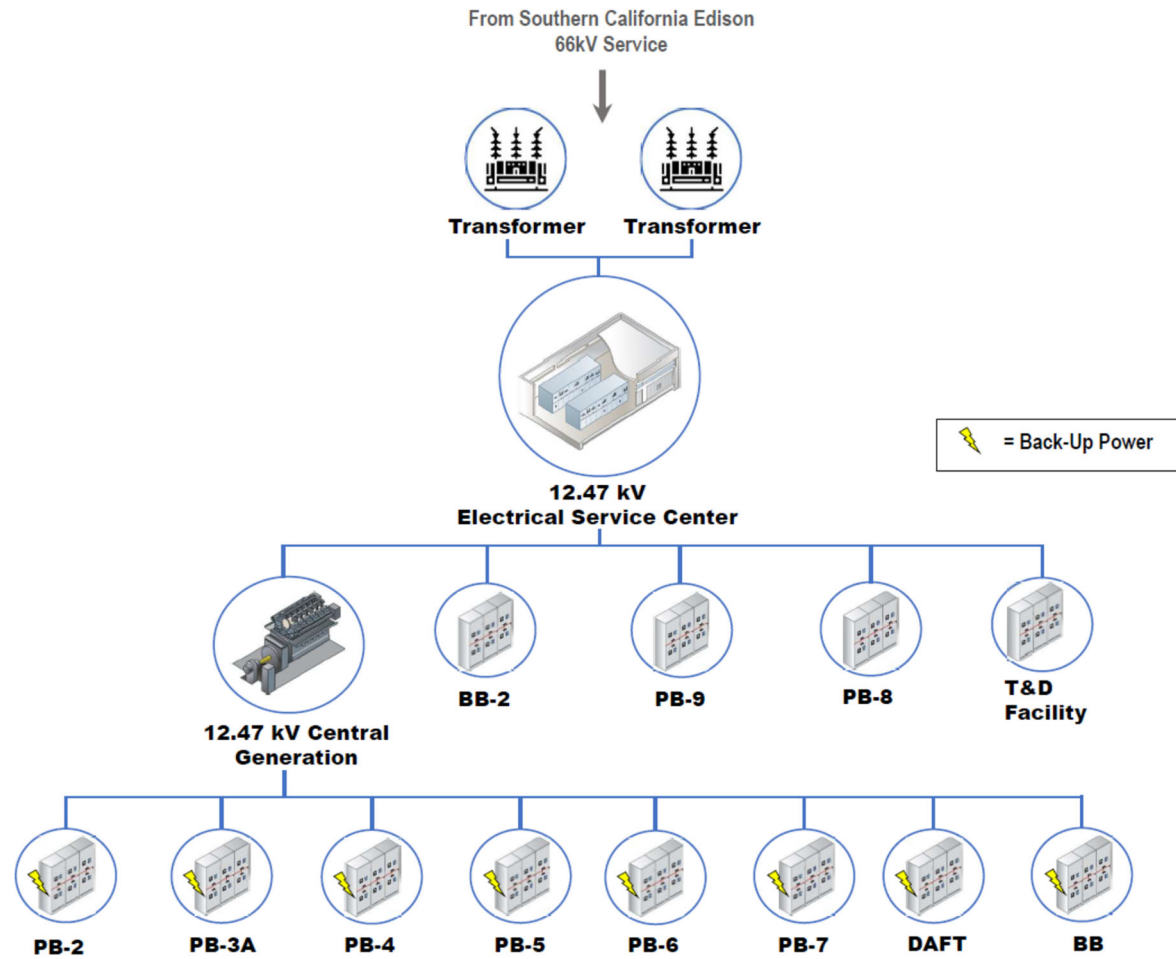 From Southern California Edison
66kV Service
Transformer
Transformer
12.47 kV
Electrical Service Center
= Back-Up Power
12.47 kV Central
Generation
BB-2
PB-9
PB-8
T&D
Facility
PB-2
PB-3A
PB-4
PB-5
PB-6
PB-7
DAFT
BB